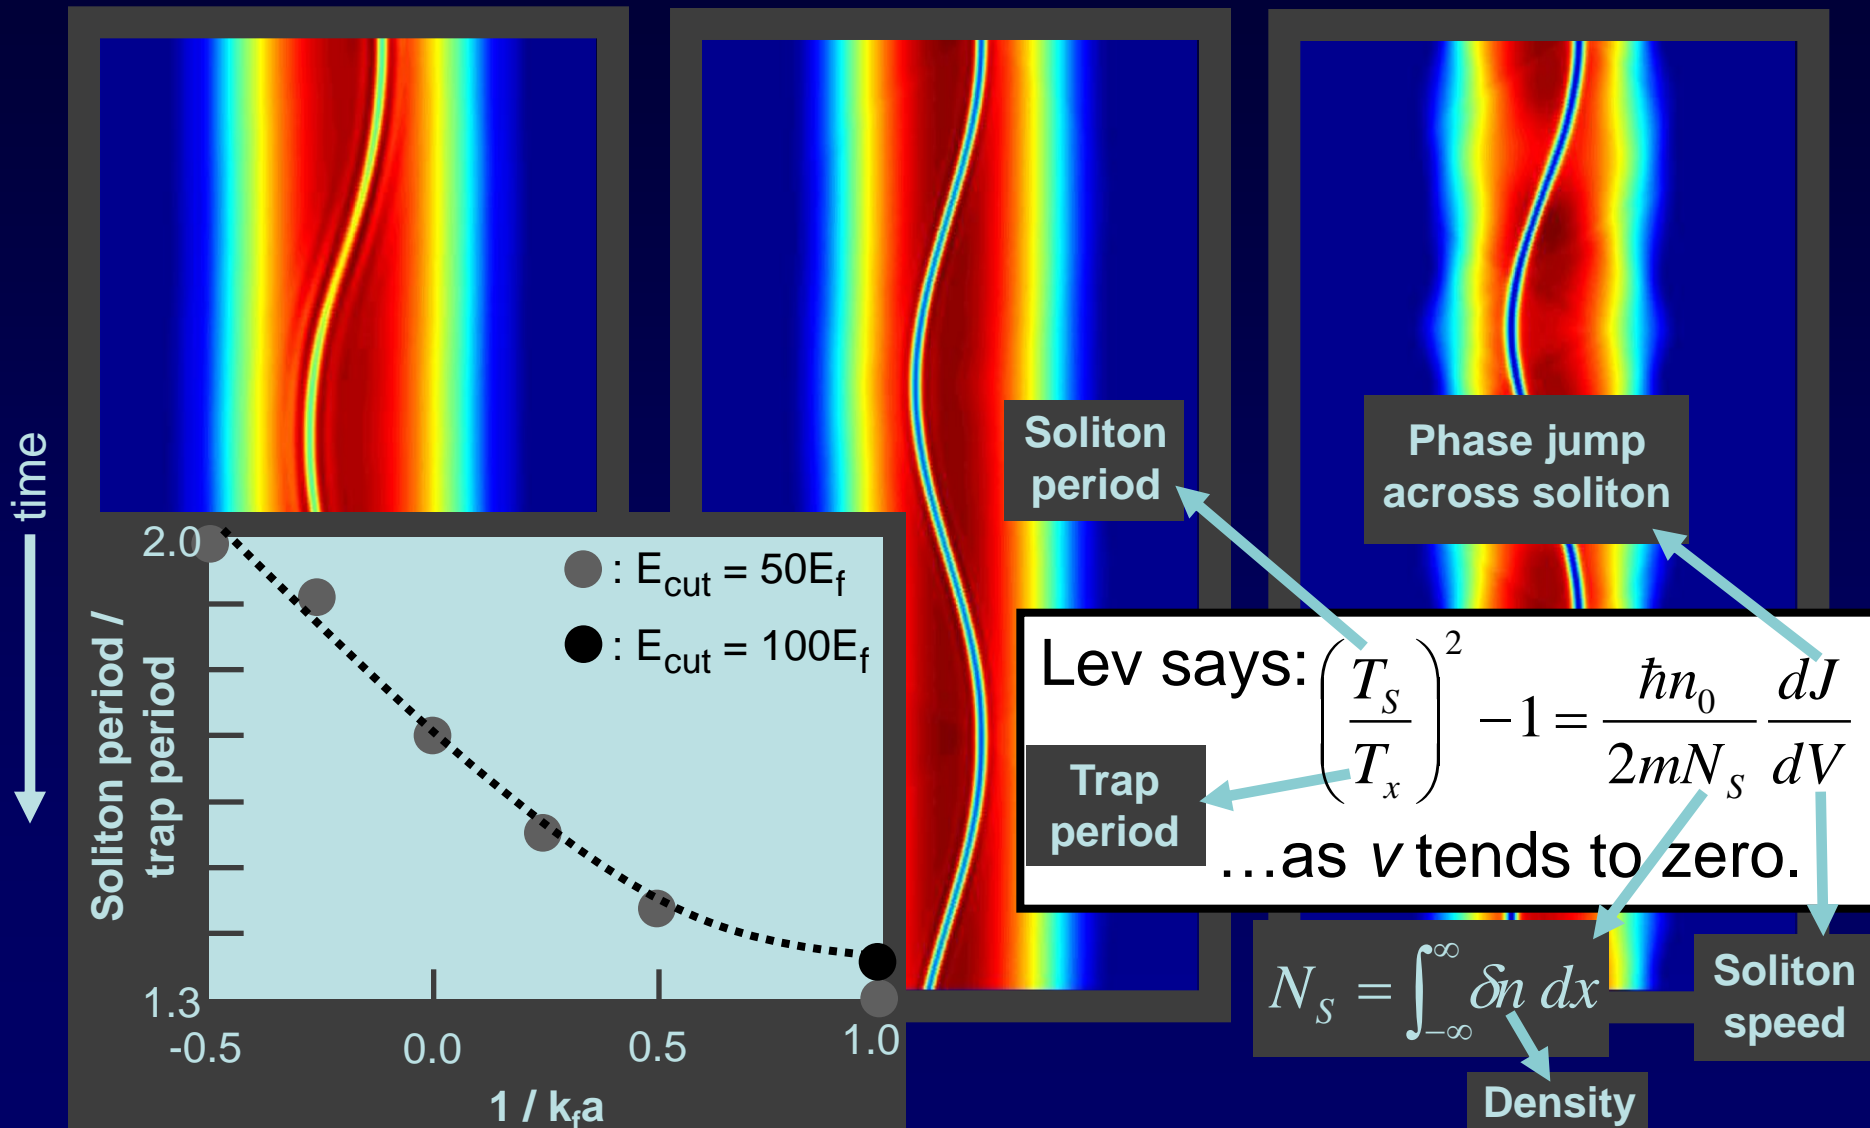 time
Soliton
period
Phase jump
across soliton
2.0
1.3
-0.5
0.0
0.5
1.0
Soliton period /
trap period
1 / k_f a
: E_cut = 50E_f
: E_cut = 100E_f
Lev says: (T_S / T_x)^2 − 1 = (ħn_0 / 2mN_S) (dJ / dV)
Trap
period
...as v tends to zero.
N_S = ∫_{-∞}^{∞} δn dx
Soliton
speed
Density